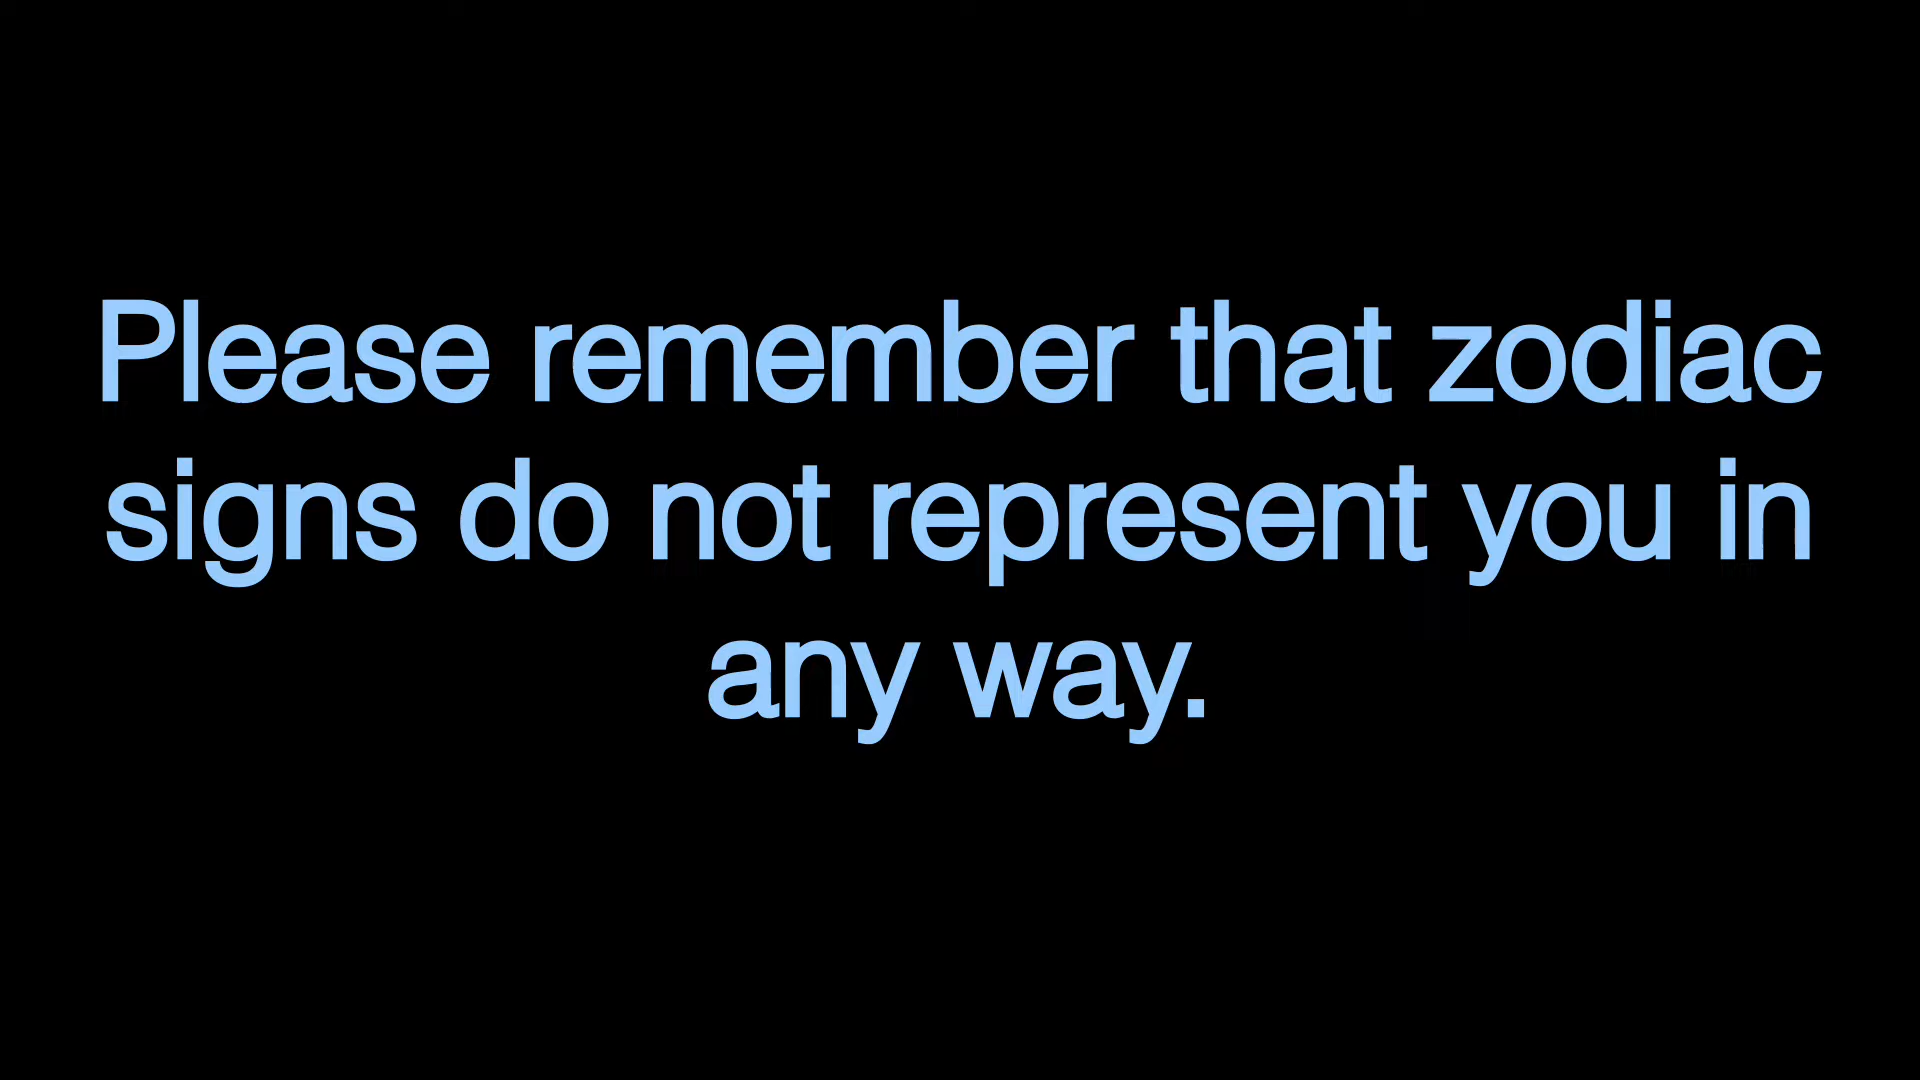 Please remember that zodiac
signs do not represent you in
any way.